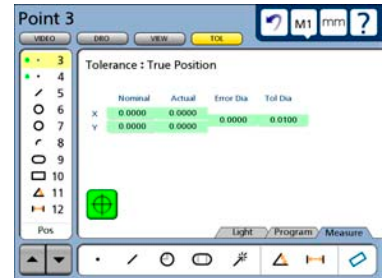 Point 3
M1 mm ?
VIDEO DRO VIEW TOL
3
4
5
6
7
8
9
10
11
12
Pos
Tolerance : True Position
Nominal Actual Error Dia Tol Dia
X 0.0000 0.0000
0.0000 0.0100
Y 0.0000 0.0000
Light Program Measure